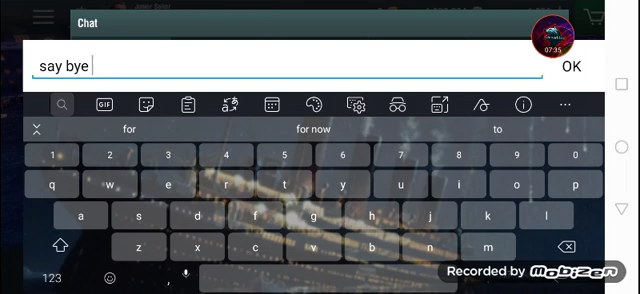 Chat
07:35
say bye
OK
GIF
for
for now
to
1 2 3 4 5 6 7 8 9 0
q w e r t y u i o p
a s d f g h j k l
z x c v b n m
123 ,
Recorded by MOBIZEN